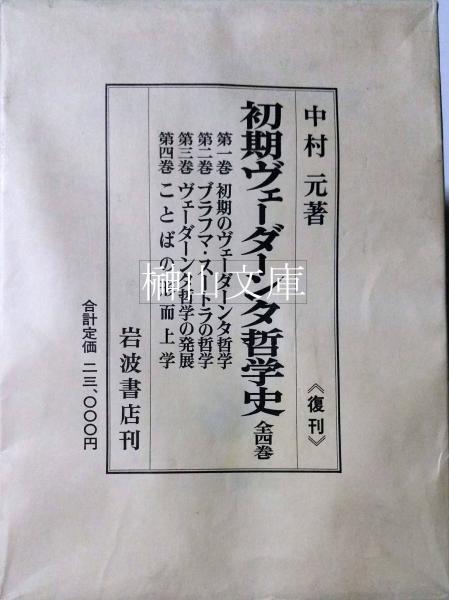 中村 元著
《復刊》
初期ヴェーダーンタ哲学史 全四巻
第一巻 初期のヴェーダーンタ哲学
第二巻 ブラフマ・スートラの哲学
第三巻 ヴェーダーンタ哲学の発展
第四巻 ことばの形而上学
岩波書店刊
合計定価 二三、〇〇〇円
榊山文庫